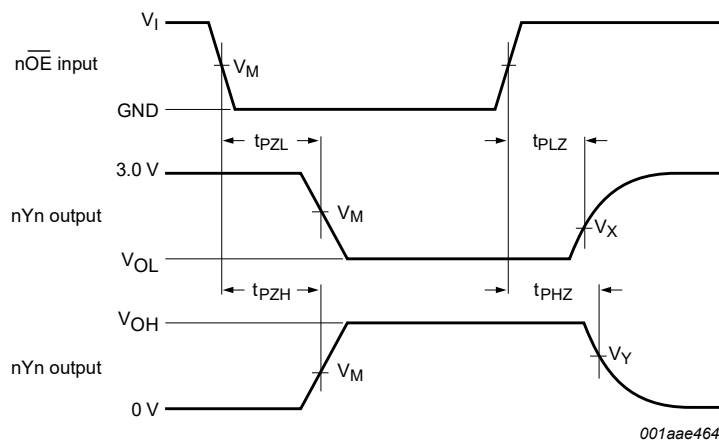 V_I
nO̅E̅ input
V_M
GND
t_PZL
t_PLZ
3.0 V
nYn output
V_M
V_X
V_OL
t_PZH
t_PHZ
V_OH
nYn output
V_M
V_Y
0 V
001aae464